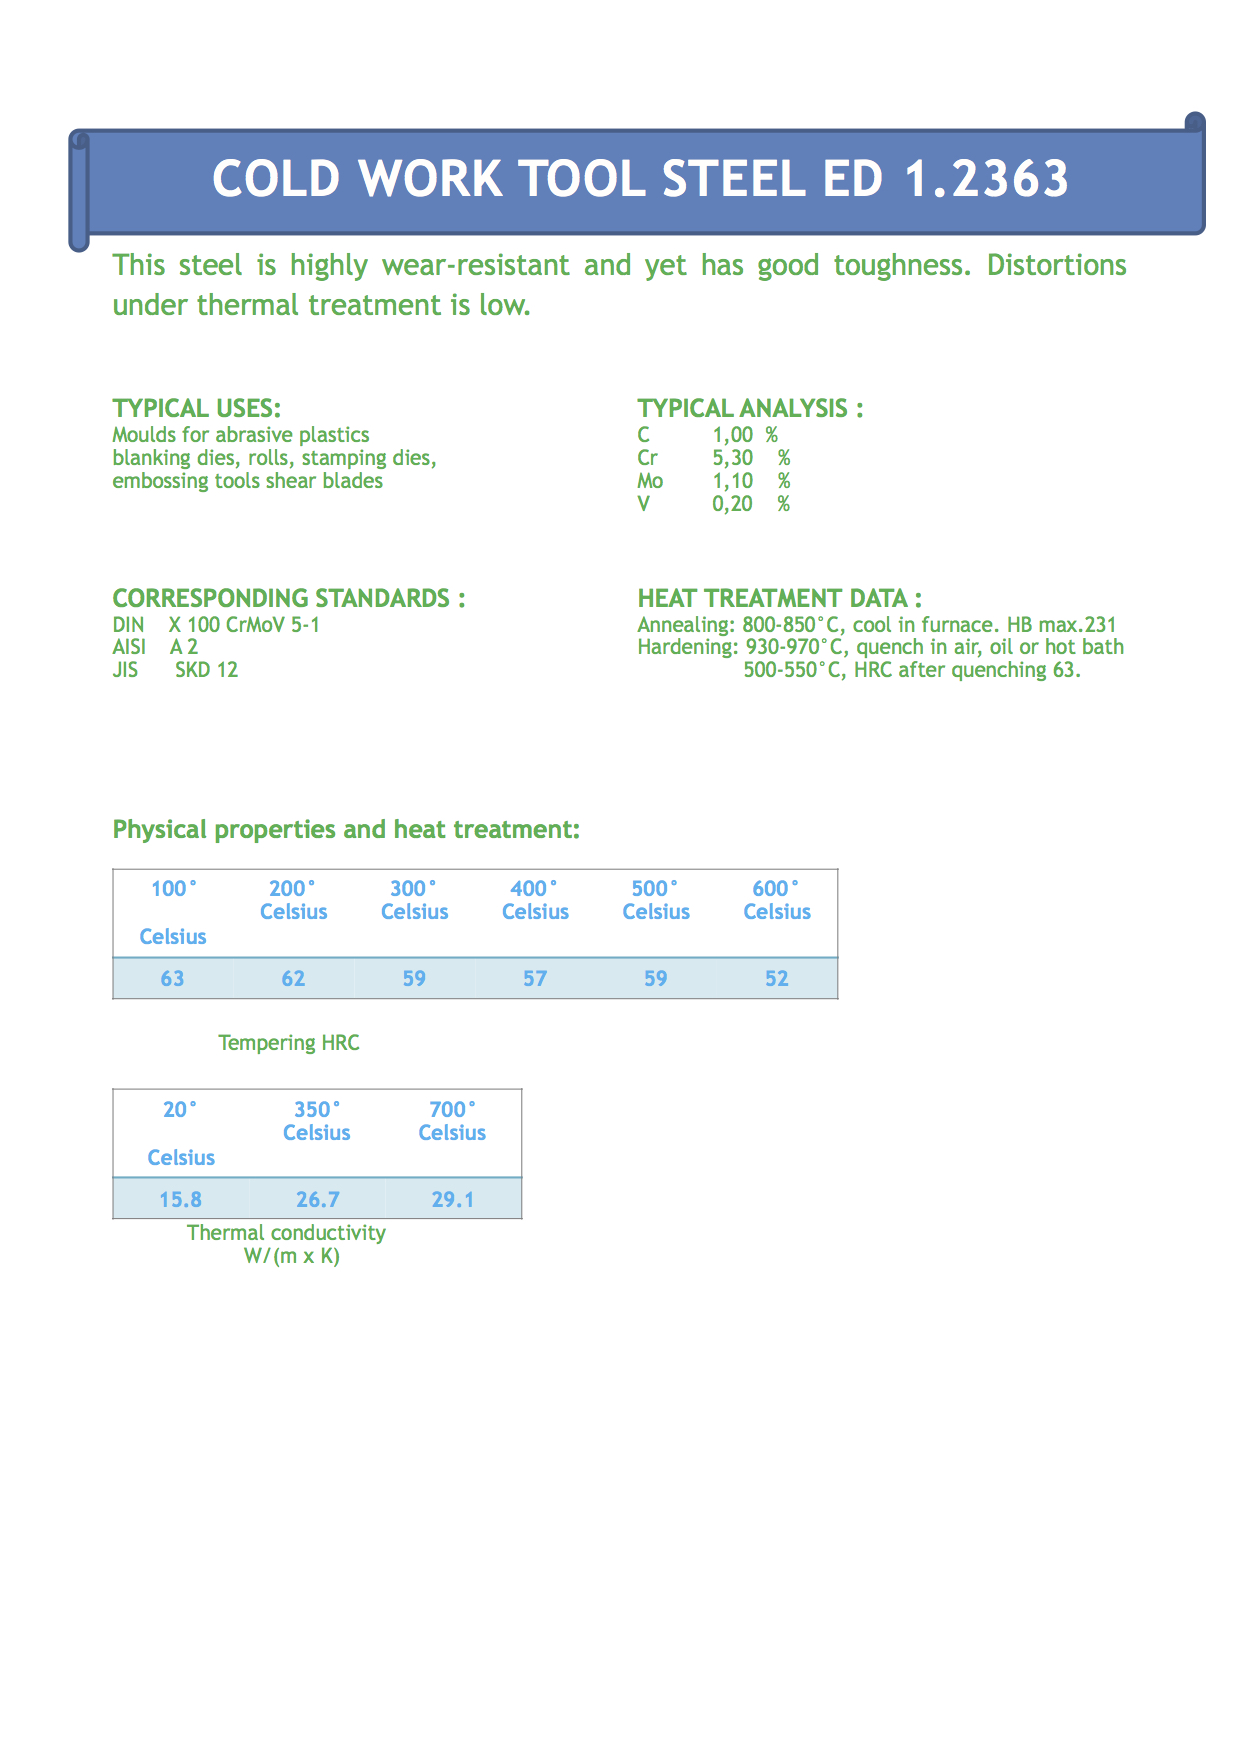 COLD WORK TOOL STEEL ED 1.2363
This steel is highly wear-resistant and yet has good toughness. Distortions
under thermal treatment is low.
TYPICAL USES:
Moulds for abrasive plastics
blanking dies, rolls, stamping dies,
embossing tools shear blades
TYPICAL ANALYSIS :
C 1,00 %
Cr 5,30 %
Mo 1,10 %
V 0,20 %
CORRESPONDING STANDARDS :
DIN X 100 CrMoV 5-1
AISI A 2
JIS SKD 12
HEAT TREATMENT DATA :
Annealing: 800-850°C, cool in furnace. HB max.231
Hardening: 930-970°C, quench in air, oil or hot bath
500-550°C, HRC after quenching 63.
Physical properties and heat treatment:
100° 200° 300° 400° 500° 600°
Celsius Celsius Celsius Celsius Celsius
Celsius
63 62 59 57 59 52
Tempering HRC
20° 350° 700°
Celsius Celsius
Celsius
15.8 26.7 29.1
Thermal conductivity
W/(m x K)